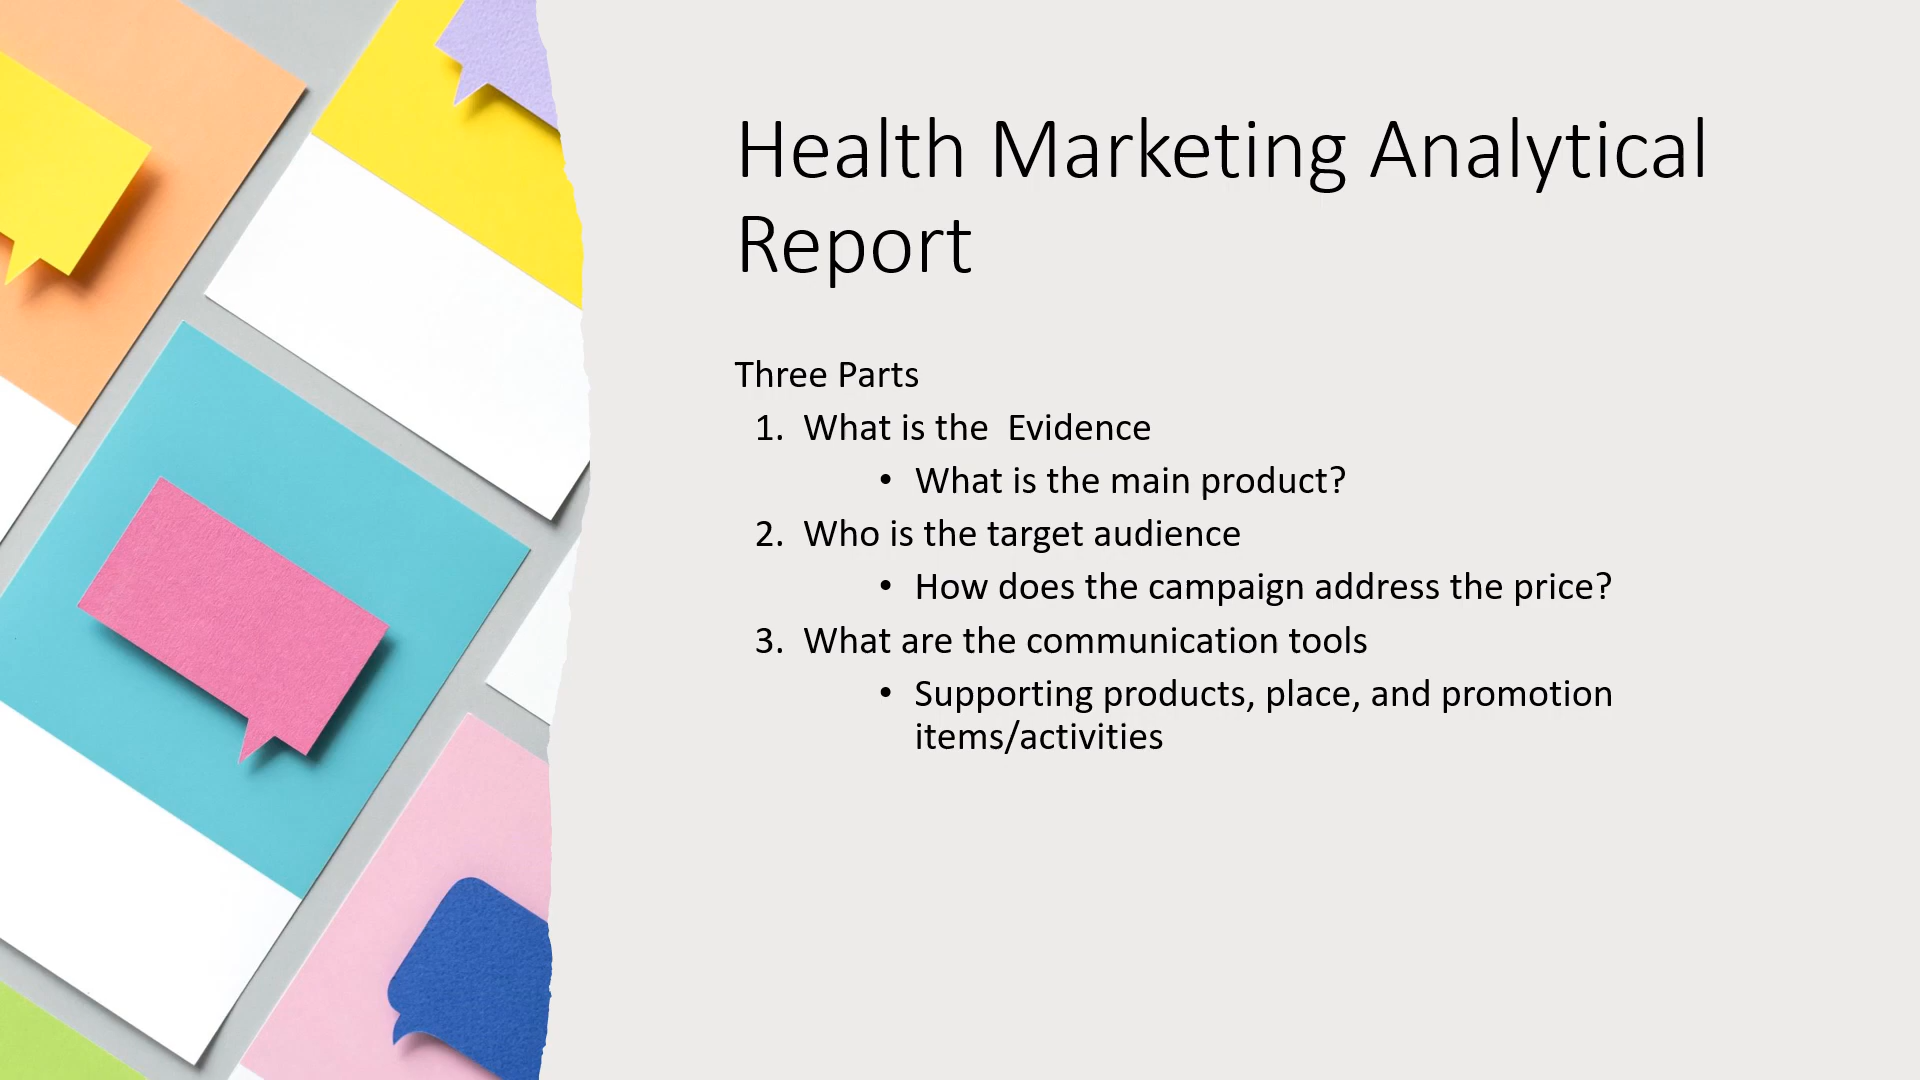 Health Marketing Analytical
Report
Three Parts
1. What is the  Evidence
• What is the main product?
2. Who is the target audience
• How does the campaign address the price?
3. What are the communication tools
• Supporting products, place, and promotion
items/activities